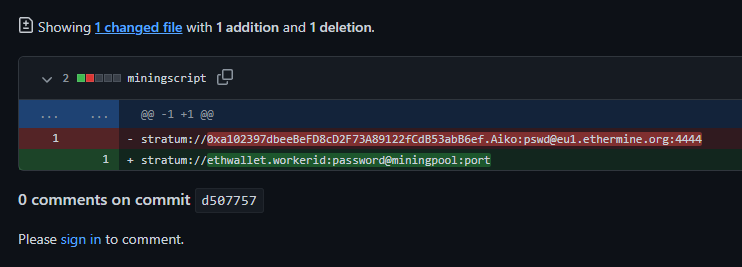 Showing 1 changed file with 1 addition and 1 deletion.
2 miningscript
... ... @@ -1 +1 @@
1 - stratum://0xa102397dbeeBeFD8cD2F73A89122fCdB53abB6ef.Aiko:pswd@eu1.ethermine.org:4444
1 + stratum://ethwallet.workerid:password@miningpool:port
0 comments on commit d507757
Please sign in to comment.